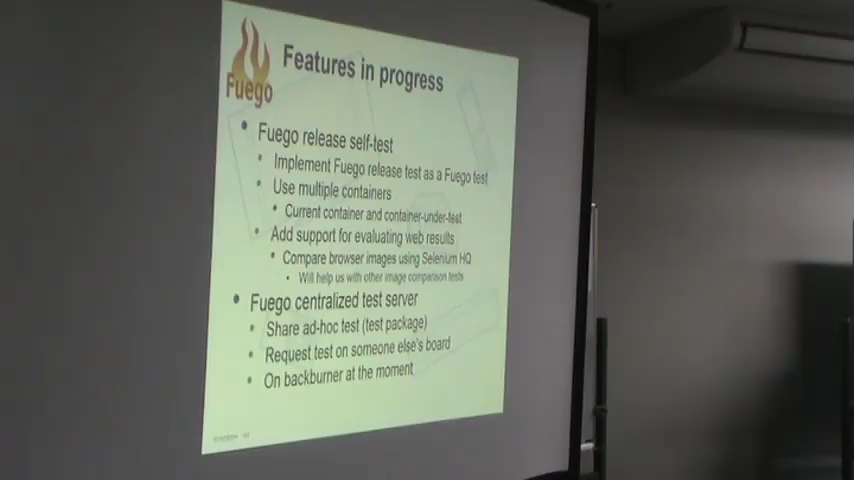 Fuego
Features in progress
• Fuego release self-test
• Implement Fuego release test as a Fuego test
• Use multiple containers
• Current container and container-under-test
• Add support for evaluating web results
• Compare browser images using Selenium HQ
• Will help us with other image comparison tests
• Fuego centralized test server
• Share ad-hoc test (test package)
• Request test on someone else's board
• On backburner at the moment